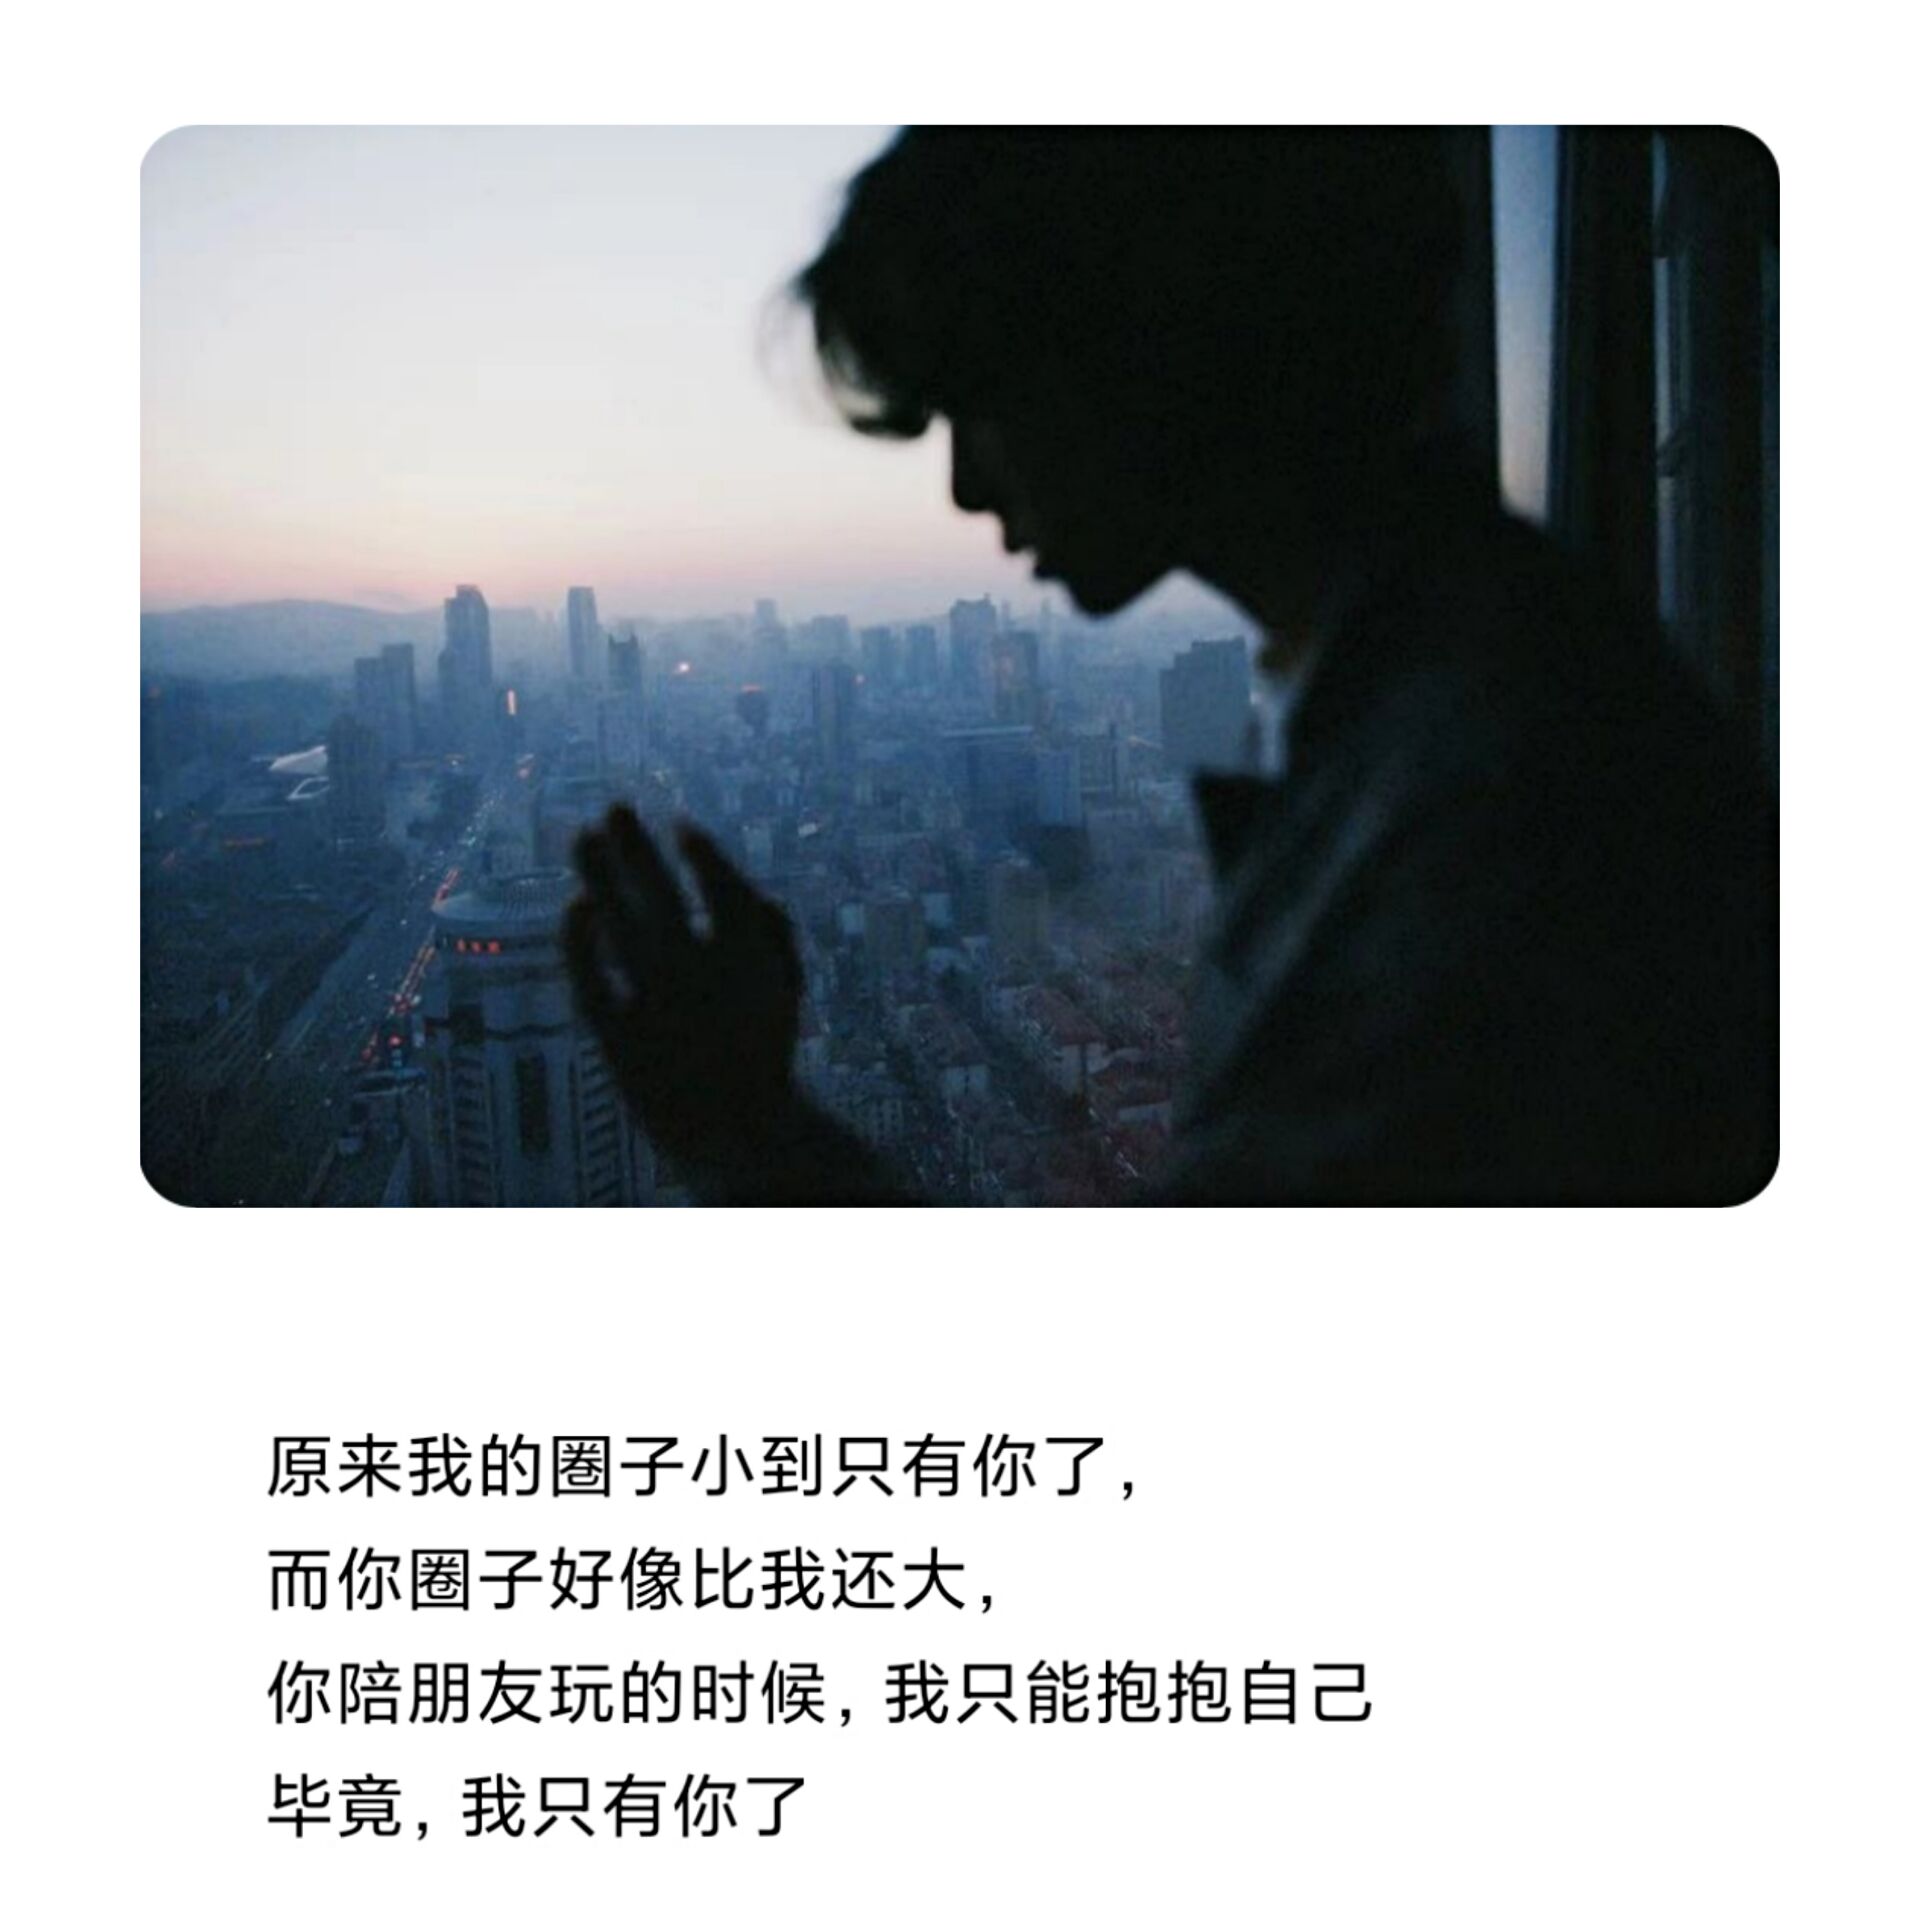 原来我的圈子小到只有你了，
而你圈子好像比我还大，
你陪朋友玩的时候，我只能抱抱自己
毕竟，我只有你了